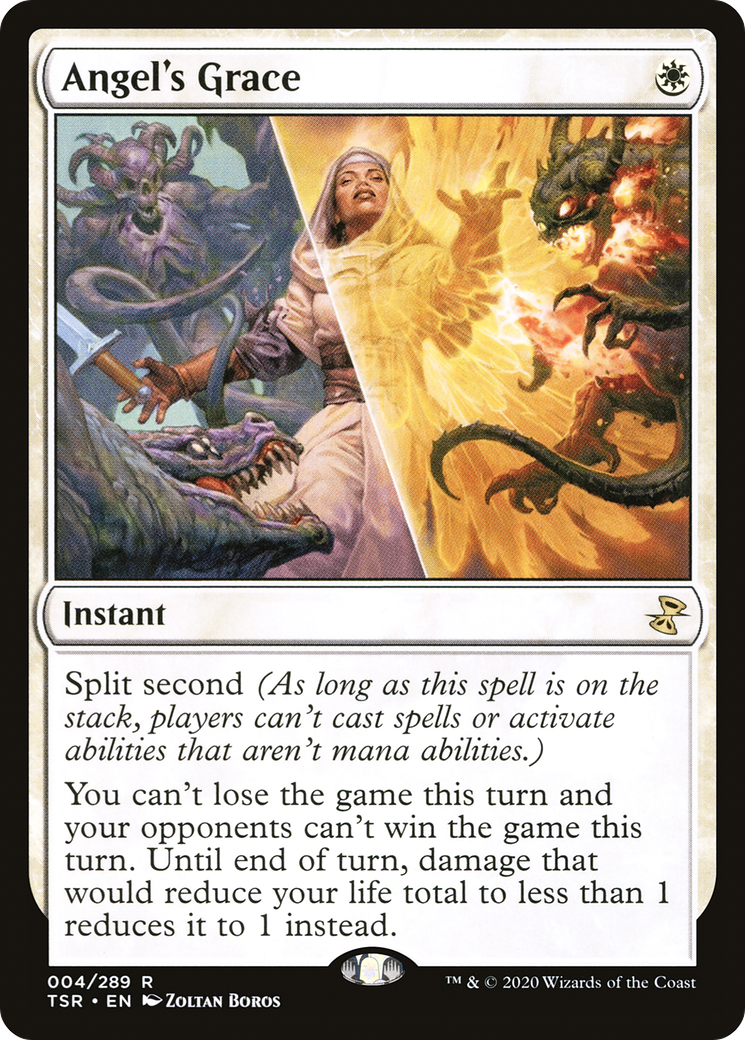 Angel's Grace
Instant
Split second (As long as this spell is on the
stack, players can't cast spells or activate
abilities that aren't mana abilities.)
You can't lose the game this turn and
your opponents can't win the game this
turn. Until end of turn, damage that
would reduce your life total to less than 1
reduces it to 1 instead.
004/289 R
TSR • EN Zoltan Boros
™ & © 2020 Wizards of the Coast